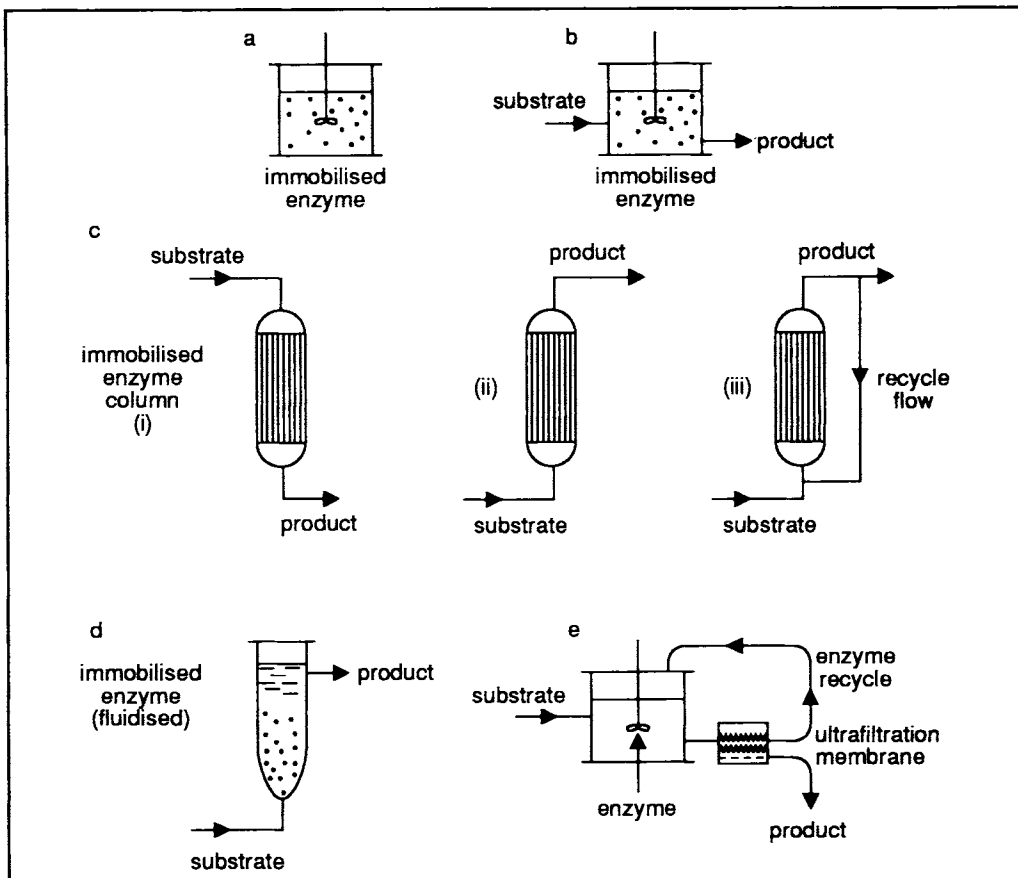 a
immobilised
enzyme
b
substrate
product
immobilised
enzyme
c
substrate
immobilised
enzyme
column
(i)
product
product
(ii)
substrate
product
(iii)
recycle
flow
substrate
d
immobilised
enzyme
(fluidised)
product
substrate
e
substrate
enzyme
recycle
ultrafiltration
membrane
enzyme
product